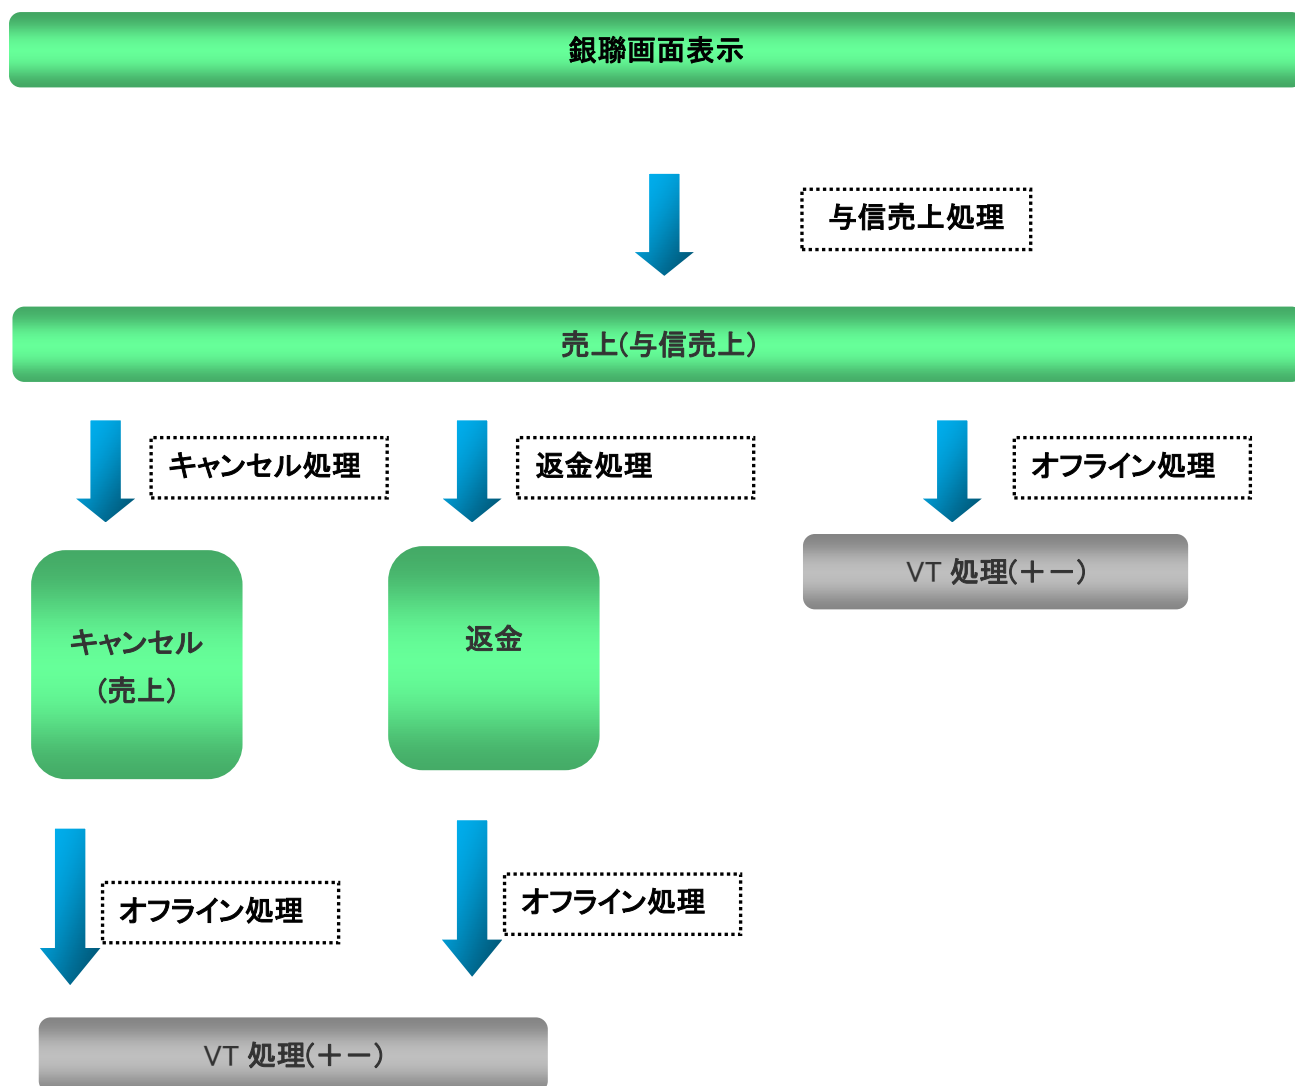 銀聯画面表示
与信売上処理
売上(与信売上)
キャンセル処理
返金処理
オフライン処理
VT 処理(＋－)
キャンセル
(売上)
返金
オフライン処理
オフライン処理
VT 処理(＋－)